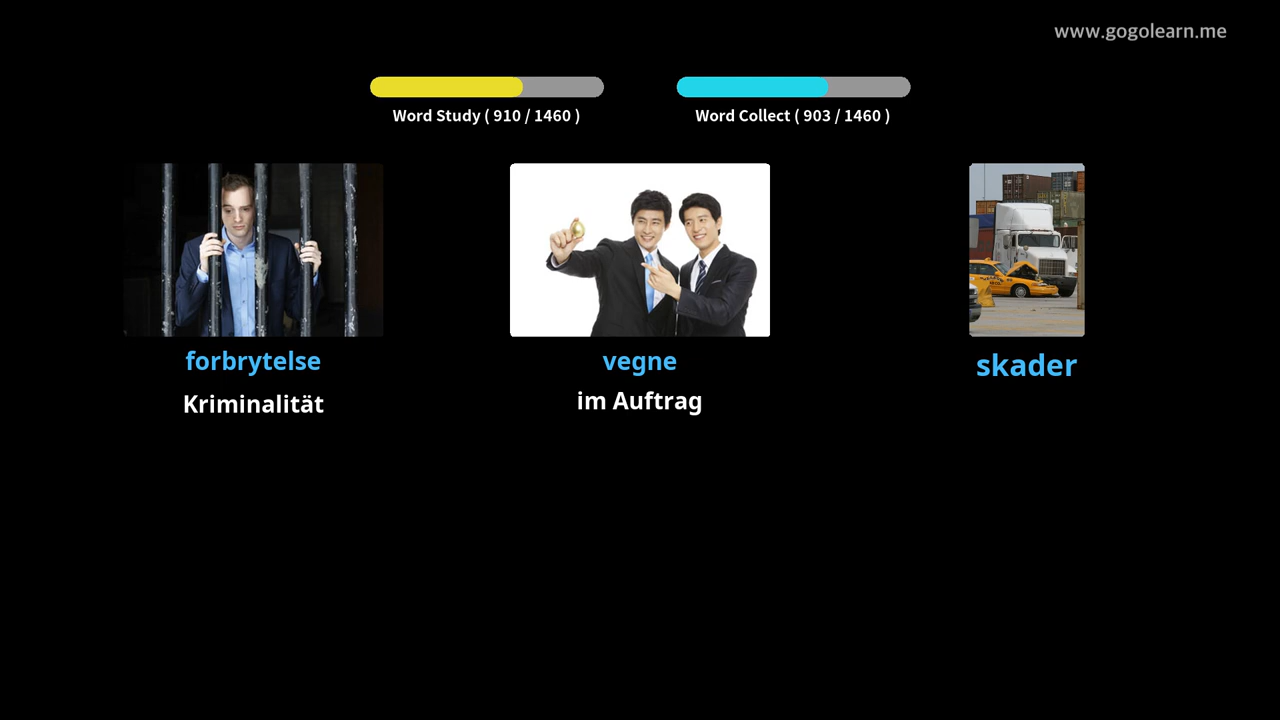 www.gogolearn.me
Word Study ( 910 / 1460 )
Word Collect ( 903 / 1460 )
forbrytelse
Kriminalität
vegne
im Auftrag
skader